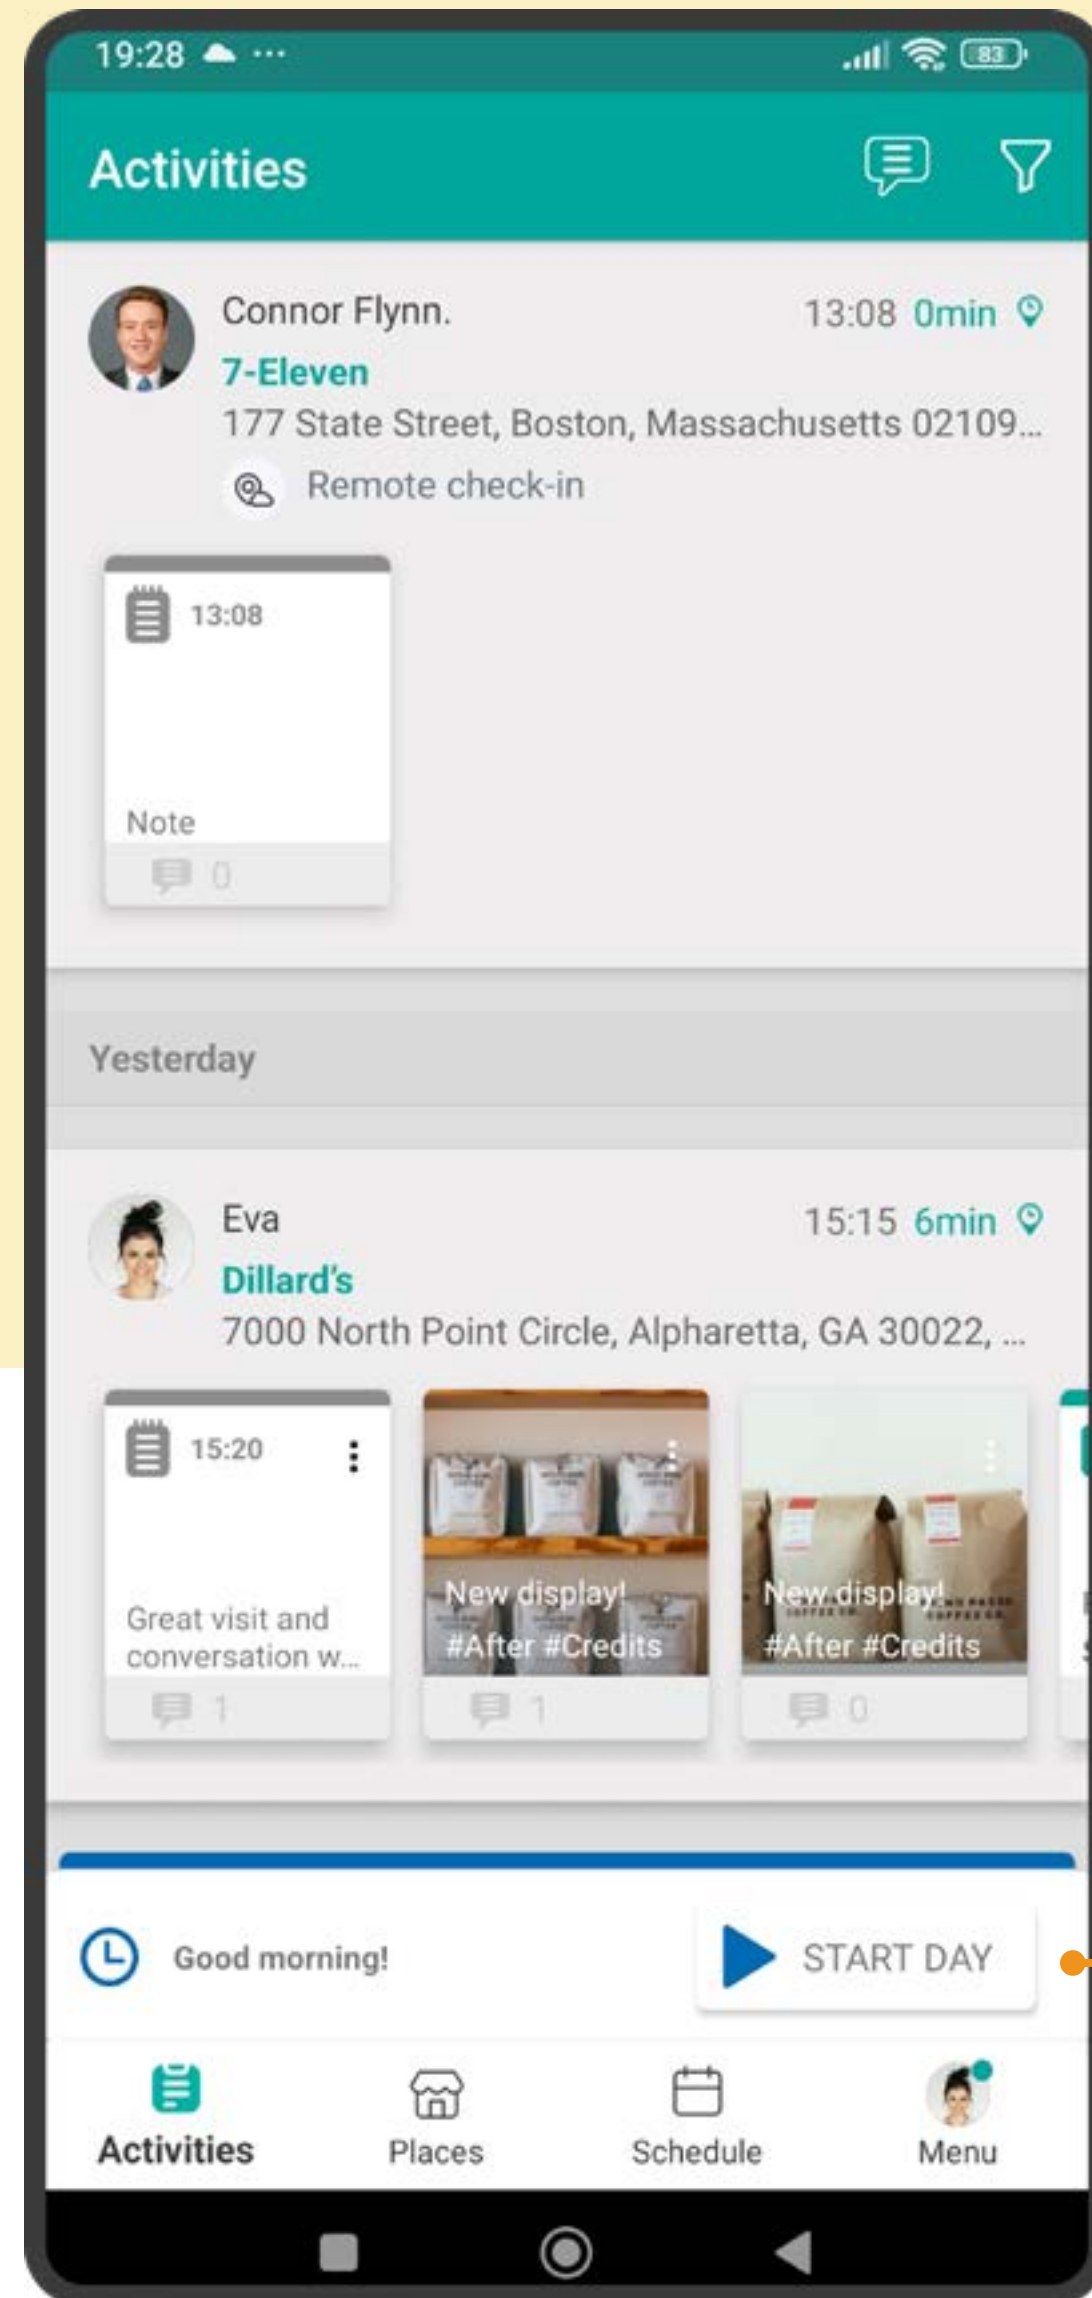 19:28
83
Activities
Connor Flynn.
13:08 0min
7-Eleven
177 State Street, Boston, Massachusetts 02109...
Remote check-in
13:08
Note
0
Yesterday
Eva
15:15 6min
Dillard’s
7000 North Point Circle, Alpharetta, GA 30022, ...
15:20
Great visit and
conversation w...
1
New display!
#After #Credits
1
New display!
#After #Credits
0
Good morning!
START DAY
Activities
Places
Schedule
Menu